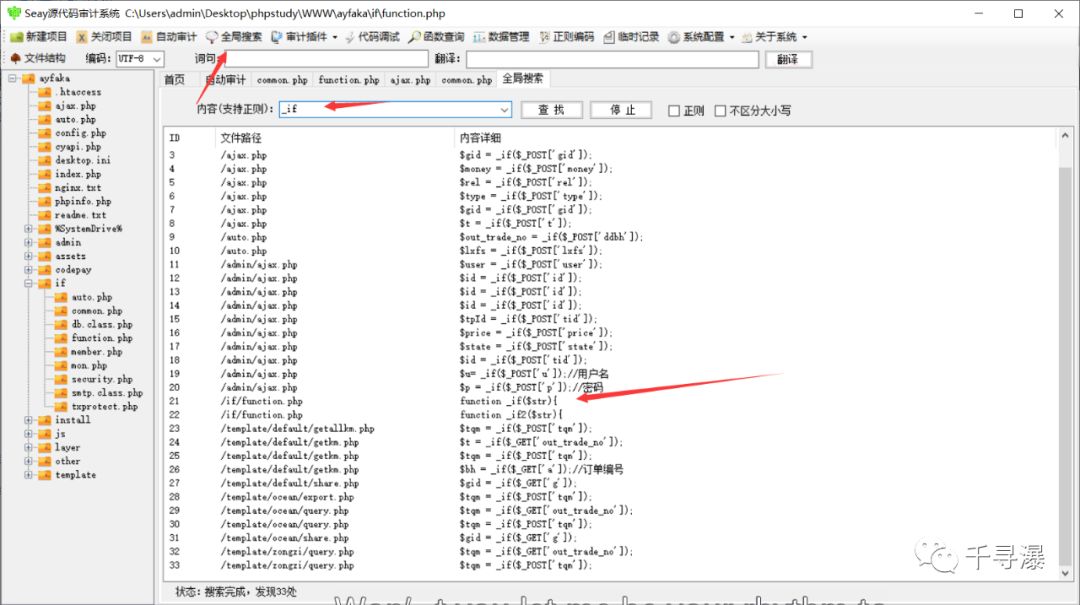 Seay源代码审计系统 C:\Users\admin\Desktop\phpstudy\WWW\ayfaka\if\function.php
新建项目 关闭项目 自动审计 全局搜索 审计插件 代码调试 函数查询 数据管理 正则编码 临时记录 系统配置 关于系统
文件结构 编码: UTF-8 词句: 翻译: 翻译
首页 自动审计 common.php function.php ajax.php common.php 全局搜索
内容(支持正则): _if 查 找 停 止 正则 不区分大小写
ayfaka
.htaccess
ajax.php
auto.php
config.php
cyapi.php
desktop.ini
index.php
nginx.txt
phpinfo.php
readme.txt
%SystemDrive%
admin
assets
codepay
if
auto.php
common.php
db.class.php
function.php
member.php
mon.php
security.php
smtp.class.php
txprotect.php
install
js
layer
other
template
ID 文件路径 内容详细
3 /ajax.php $gid = _if($_POST['gid']);
4 /ajax.php $money = _if($_POST['money']);
5 /ajax.php $rel = _if($_POST['rel']);
6 /ajax.php $type = _if($_POST['type']);
7 /ajax.php $gid = _if($_POST['gid']);
8 /ajax.php $t = _if($_POST['t']);
9 /auto.php $out_trade_no = _if($_POST['ddbh']);
10 /auto.php $lxfs = _if($_POST['lxfs']);
11 /admin/ajax.php $user = _if($_POST['user']);
12 /admin/ajax.php $id = _if($_POST['id']);
13 /admin/ajax.php $id = _if($_POST['id']);
14 /admin/ajax.php $id = _if($_POST['id']);
15 /admin/ajax.php $tpId = _if($_POST['tid']);
16 /admin/ajax.php $price = _if($_POST['price']);
17 /admin/ajax.php $state = _if($_POST['state']);
18 /admin/ajax.php $id = _if($_POST['tid']);
19 /admin/ajax.php $u= _if($_POST['u']);//用户名
20 /admin/ajax.php $p = _if($_POST['p']);//密码
21 /if/function.php function _if($str){
22 /if/function.php function _if2($str){
23 /template/default/getallkm.php $tqm = _if($_POST['tqm']);
24 /template/default/getkm.php $t = _if($_GET['out_trade_no']);
25 /template/default/getkm.php $tqm = _if($_POST['tqm']);
26 /template/default/getkm.php $bh = _if($_GET['a']);//订单编号
27 /template/default/share.php $gid = _if($_GET['g']);
28 /template/ocean/export.php $tqm = _if($_POST['tqm']);
29 /template/ocean/query.php $tqm = _if($_GET['out_trade_no']);
30 /template/ocean/query.php $tqm = _if($_POST['tqm']);
31 /template/ocean/share.php $gid = _if($_GET['g']);
32 /template/zongzi/query.php $tqm = _if($_GET['out_trade_no']);
33 /template/zongzi/query.php $tqm = _if($_POST['tqm']);
千寻瀑
状态: 搜索完成，发现33处
Won't you let me be your rhythm to